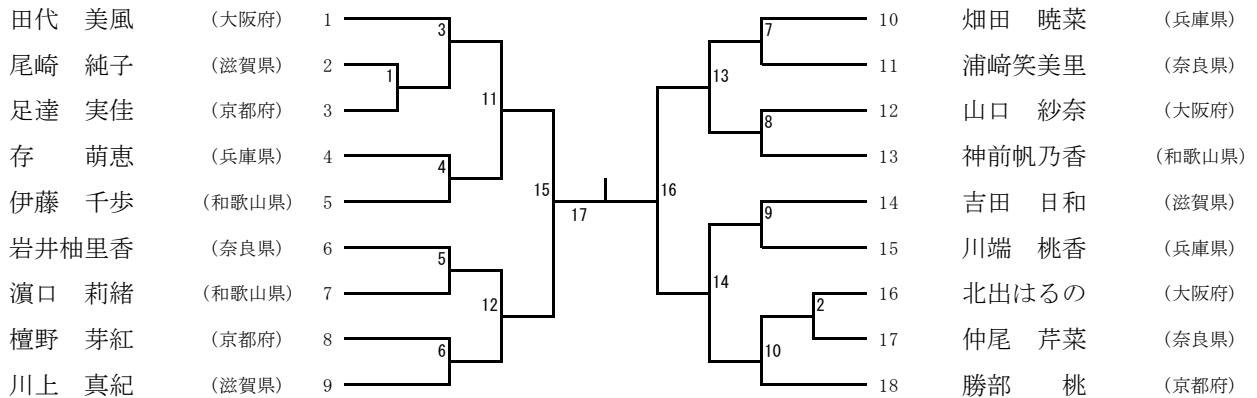 田代　美風 (大阪府) 1
尾崎　純子 (滋賀県) 2
足達　実佳 (京都府) 3
存　　萌恵 (兵庫県) 4
伊藤　千歩 (和歌山県) 5
岩井柚里香 (奈良県) 6
濵口　莉緒 (和歌山県) 7
檀野　芽紅 (京都府) 8
川上　真紀 (滋賀県) 9
3
1
11
4
15
5
12
6
17
7
13
8
16
9
14
2
10
10 畑田　暁菜 (兵庫県)
11 浦﨑笑美里 (奈良県)
12 山口　紗奈 (大阪府)
13 神前帆乃香 (和歌山県)
14 吉田　日和 (滋賀県)
15 川端　桃香 (兵庫県)
16 北出はるの (大阪府)
17 仲尾　芹菜 (奈良県)
18 勝部　　桃 (京都府)